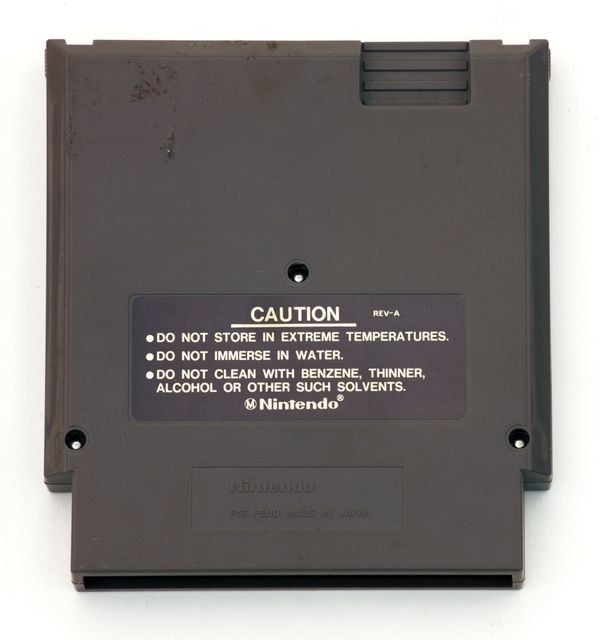 CAUTION REV-A
●DO NOT STORE IN EXTREME TEMPERATURES.
●DO NOT IMMERSE IN WATER.
●DO NOT CLEAN WITH BENZENE, THINNER,
ALCOHOL OR OTHER SUCH SOLVENTS.
Ⓜ Nintendo®
Nintendo®
PAT. PEND. MADE IN JAPAN